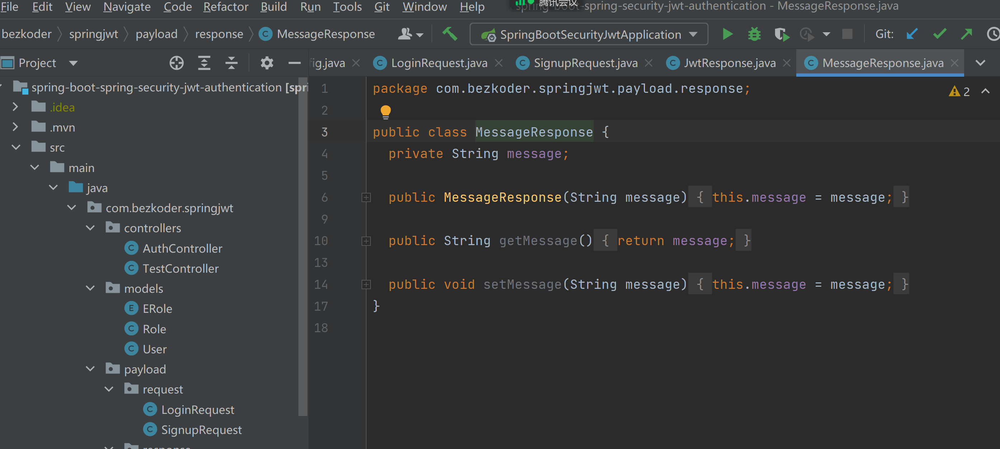 File Edit View Navigate Code Refactor Build Run Tools Git Window Help 腾讯会议 spring-boot-spring-security-jwt-authentication - MessageResponse.java
bezkoder springjwt payload response MessageResponse SpringBootSecurityJwtApplication Git:
Project ig.java LoginRequest.java SignupRequest.java JwtResponse.java MessageResponse.java
spring-boot-spring-security-jwt-authentication [spri
.idea
.mvn
src
main
java
com.bezkoder.springjwt
controllers
AuthController
TestController
models
ERole
Role
User
payload
request
LoginRequest
SignupRequest
response
1 package com.bezkoder.springjwt.payload.response;
2
3 public class MessageResponse {
4 private String message;
5
6 public MessageResponse(String message) { this.message = message; }
9
10 public String getMessage() { return message; }
13
14 public void setMessage(String message) { this.message = message; }
17 }
18
2